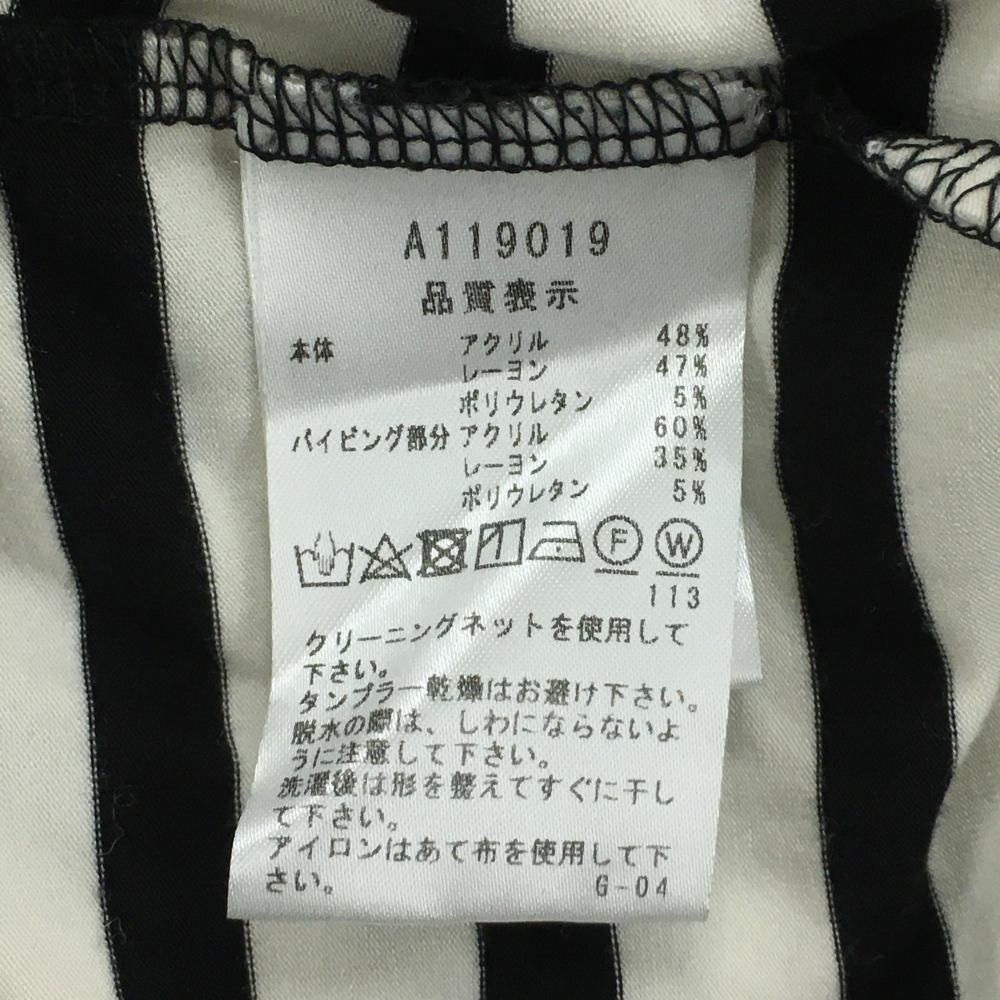 A119019
品質表示
本体 アクリル 48%
レーヨン 47%
ポリウレタン 5%
パイピング部分 アクリル 60%
レーヨン 35%
ポリウレタン 5%
F W
113
クリーニングネットを使用して
下さい。
タンブラー乾燥はお避け下さい。
脱水の際は、しわにならないよ
うに注意して下さい。
洗濯後は形を整えてすぐに干し
て下さい。
アイロンはあて布を使用して下
さい。 G-04